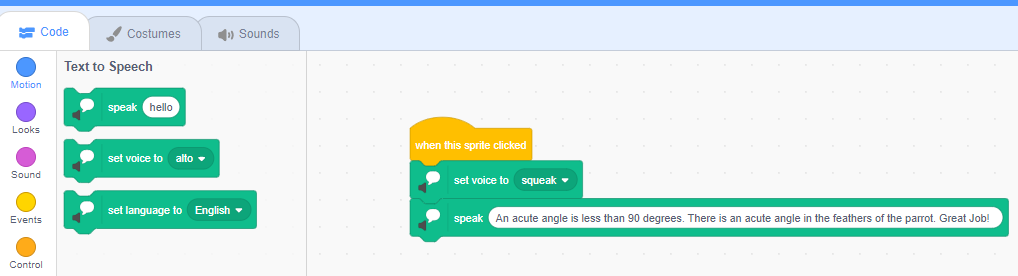 Code Costumes Sounds
Motion
Looks
Sound
Events
Control
Text to Speech
speak hello
set voice to alto
set language to English
when this sprite clicked
set voice to squeak
speak An acute angle is less than 90 degrees. There is an acute angle in the feathers of the parrot. Great Job!